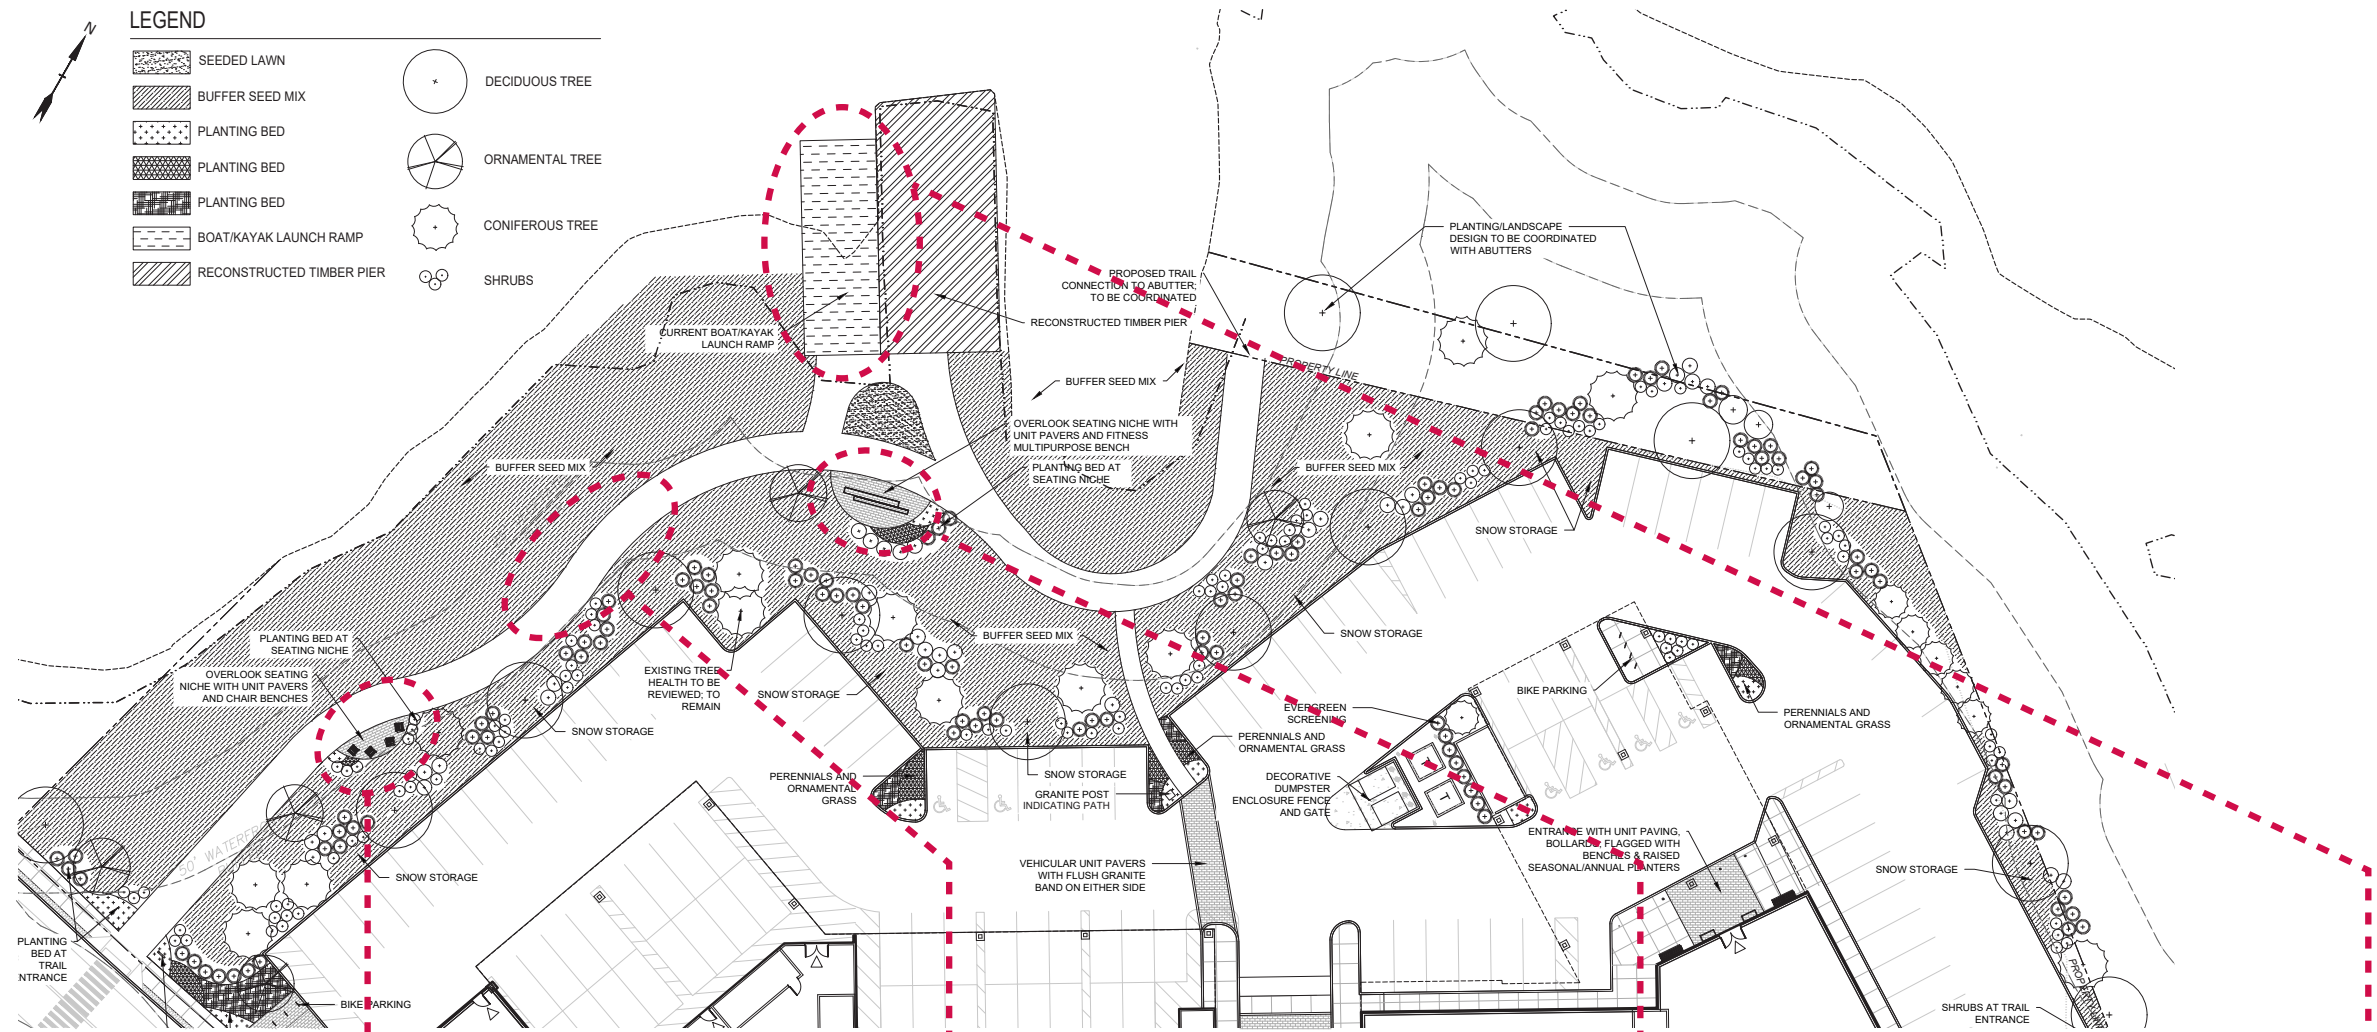 N
LEGEND
SEEDED LAWN
BUFFER SEED MIX
PLANTING BED
PLANTING BED
PLANTING BED
BOAT/KAYAK LAUNCH RAMP
RECONSTRUCTED TIMBER PIER
DECIDUOUS TREE
ORNAMENTAL TREE
CONIFEROUS TREE
SHRUBS
PLANTING/LANDSCAPE
DESIGN TO BE COORDINATED
WITH ABUTTERS
PROPOSED TRAIL
CONNECTION TO ABUTTER;
TO BE COORDINATED
RECONSTRUCTED TIMBER PIER
CURRENT BOAT/KAYAK
LAUNCH RAMP
PROPERTY LINE
BUFFER SEED MIX
OVERLOOK SEATING NICHE WITH
UNIT PAVERS AND FITNESS
MULTIPURPOSE BENCH
PLANTING BED AT
SEATING NICHE
BUFFER SEED MIX
BUFFER SEED MIX
SNOW STORAGE
SNOW STORAGE
BUFFER SEED MIX
PLANTING BED AT
SEATING NICHE
OVERLOOK SEATING
NICHE WITH UNIT PAVERS
AND CHAIR BENCHES
EXISTING TREE
HEALTH TO BE
REVIEWED; TO
REMAIN
SNOW STORAGE
SNOW STORAGE
BIKE PARKING
EVERGREEN
SCREENING
PERENNIALS AND
ORNAMENTAL GRASS
PERENNIALS AND
ORNAMENTAL GRASS
PERENNIALS AND
ORNAMENTAL
GRASS
SNOW STORAGE
GRANITE POST
INDICATING PATH
DECORATIVE
DUMPSTER
ENCLOSURE FENCE
AND GATE
ENTRANCE WITH UNIT PAVING,
BOLLARDS, FLAGGED WITH
BENCHES & RAISED
SEASONAL/ANNUAL PLANTERS
VEHICULAR UNIT PAVERS
WITH FLUSH GRANITE
BAND ON EITHER SIDE
SNOW STORAGE
SNOW STORAGE
50' WATERFR
PLANTING
BED AT
TRAIL
NTRANCE
BIKE PARKING
SHRUBS AT TRAIL
ENTRANCE